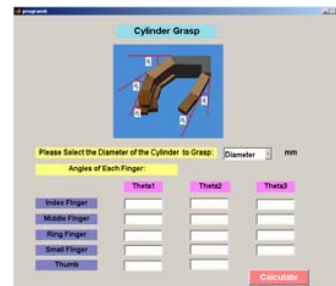 program6
Cylinder Grasp
Please Select the Diameter of the Cylinder to Grasp:
Diameter
mm
Angles of Each Finger:
Theta1
Theta2
Theta3
Index Finger
Middle Finger
Ring Finger
Small Finger
Thumb
Calculate